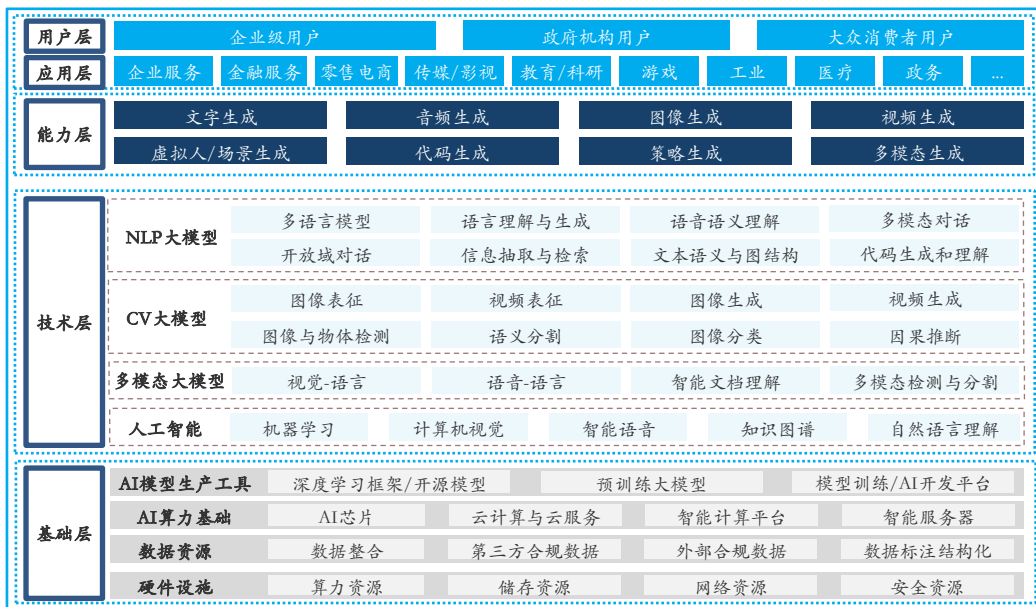 用户层 企业级用户 政府机构用户 大众消费者用户
应用层 企业服务 金融服务 零售电商 传媒/影视 教育/科研 游戏 工业 医疗 政务 ...
能力层
文字生成 音频生成 图像生成 视频生成
虚拟人/场景生成 代码生成 策略生成 多模态生成
技术层
NLP大模型
多语言模型 语言理解与生成 语音语义理解 多模态对话
开放域对话 信息抽取与检索 文本语义与图结构 代码生成和理解
CV大模型
图像表征 视频表征 图像生成 视频生成
图像与物体检测 语义分割 图像分类 因果推断
多模态大模型 视觉-语言 语音-语言 智能文档理解 多模态检测与分割
人工智能 机器学习 计算机视觉 智能语音 知识图谱 自然语言理解
基础层
AI模型生产工具 深度学习框架/开源模型 预训练大模型 模型训练/AI开发平台
AI算力基础 AI芯片 云计算与云服务 智能计算平台 智能服务器
数据资源 数据整合 第三方合规数据 外部合规数据 数据标注结构化
硬件设施 算力资源 储存资源 网络资源 安全资源